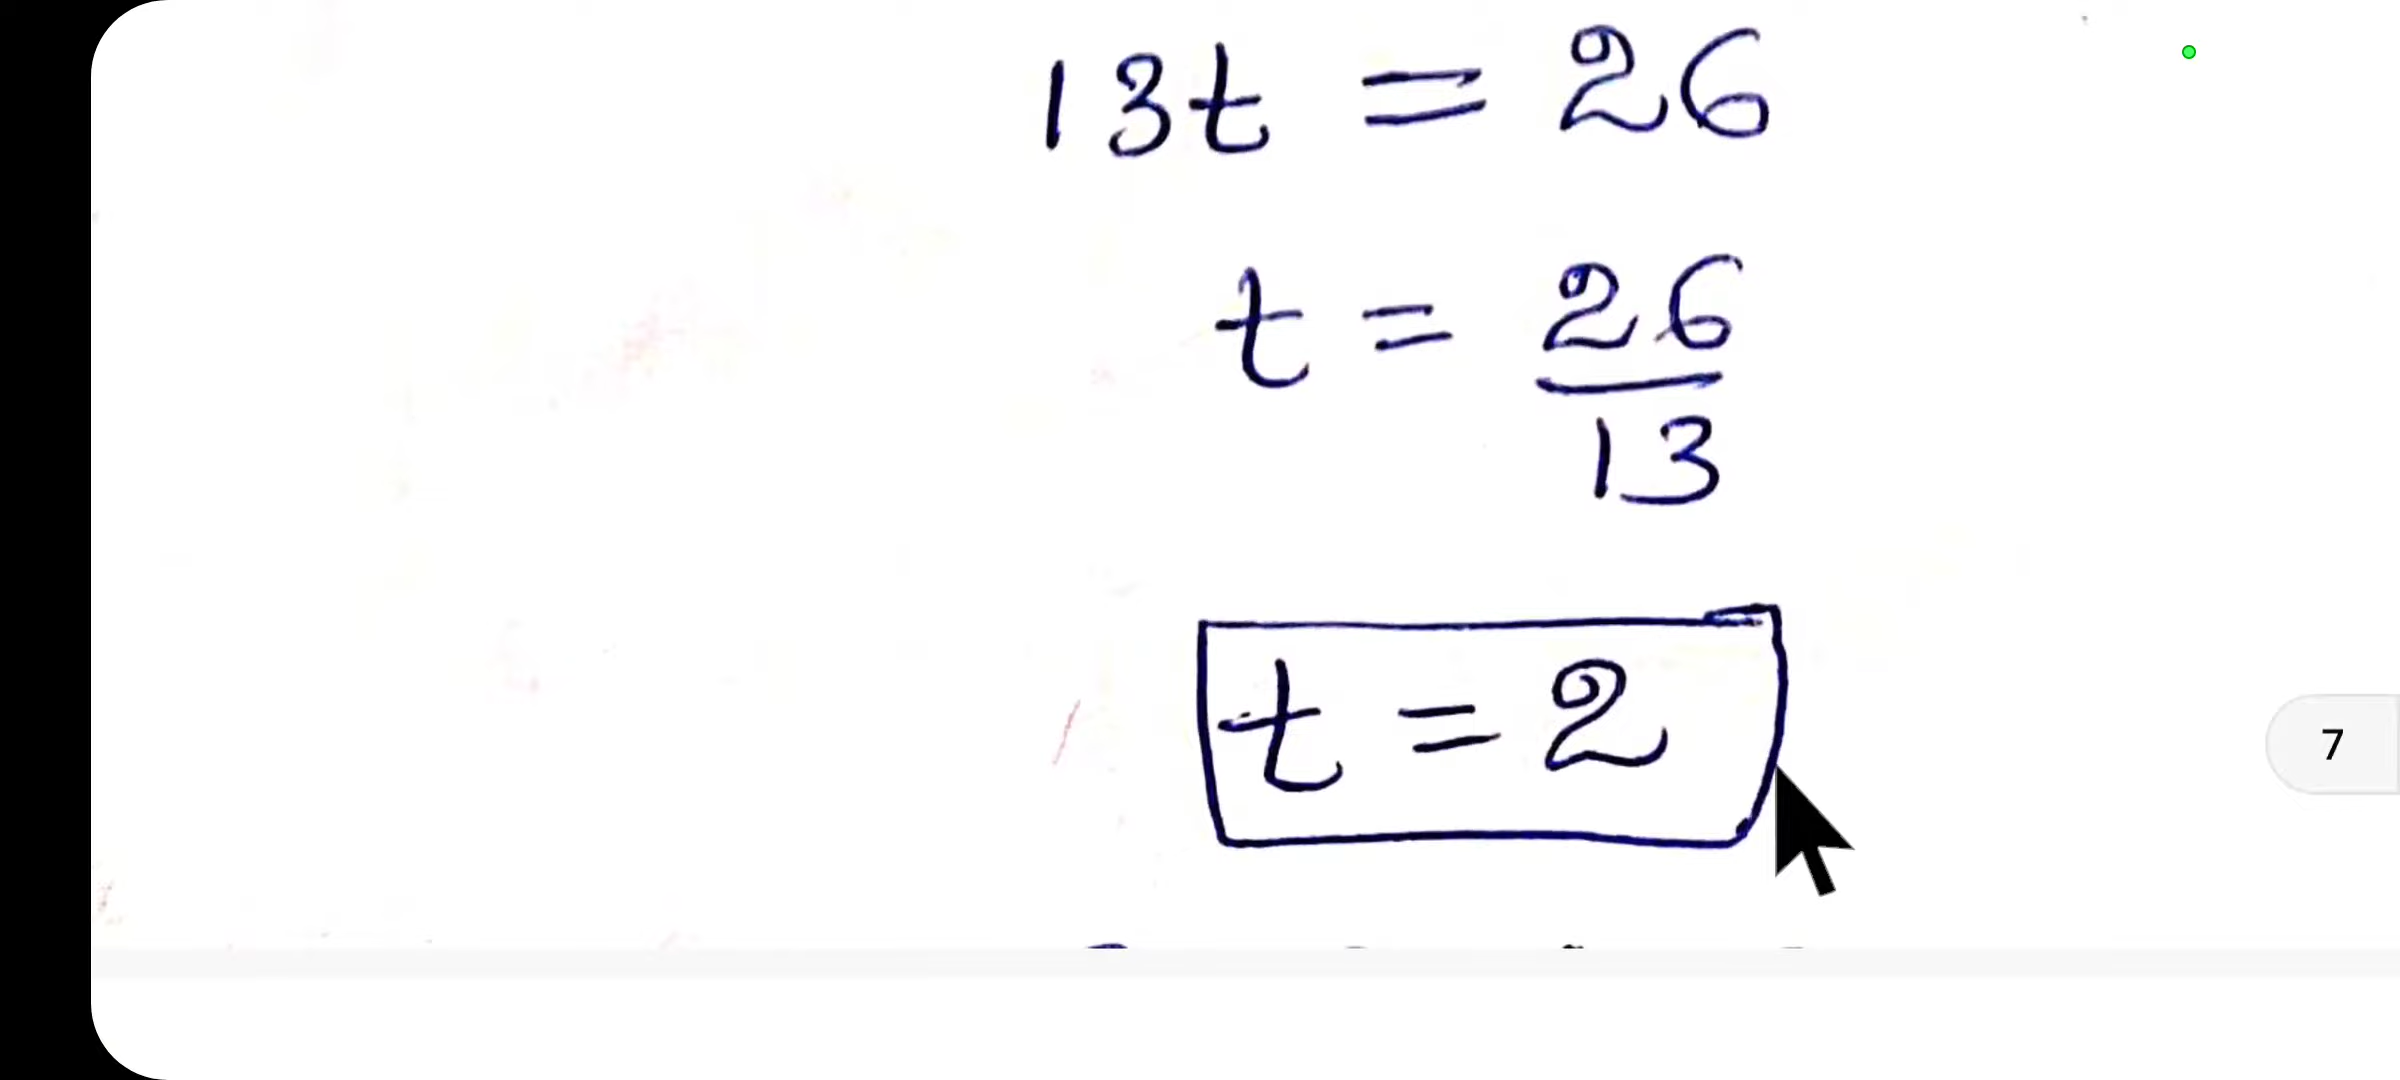 13t = 26
t = 26/13
t = 2
7